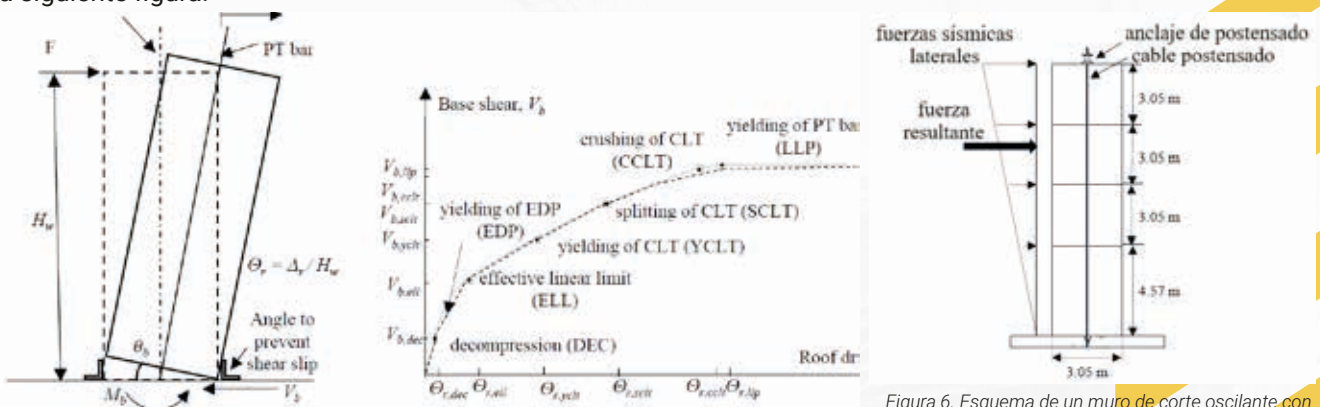 a siguiente figura:
F
PT bar
H_w
Θ_r = Δ_r / H_w
Angle to
prevent
shear slip
θ_b
M_b
V_b
Base shear, V_b
crushing of CLT
(CCLT)
yielding of PT ba
(LLP)
V_b,llp
V_b,cclt
V_b,sclt
V_b,yclt
V_b,ell
V_b,dec
yielding of EDP
(EDP)
splitting of CLT (SCLT)
yielding of CLT (YCLT)
effective linear limit
(ELL)
decompression (DEC)
Roof dr
Θ_r,dec Θ_r,ell Θ_r,yclt Θ_r,sclt Θ_r,cclt Θ_r,llp
fuerzas sísmicas
laterales
anclaje de postensado
cable postensado
fuerza
resultante
3.05 m
3.05 m
3.05 m
4.57 m
3.05 m
Figura 6. Esquema de un muro de corte oscilante con